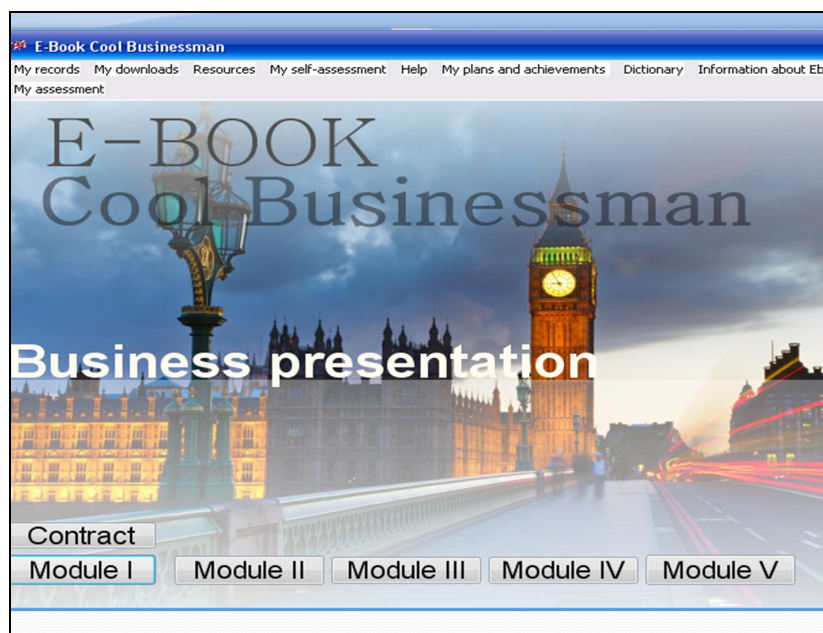 E-Book Cool Businessman
My records My downloads Resources My self-assessment Help My plans and achievements Dictionary Information about Eb
My assessment
E-BOOK
Cool Businessman
Business presentation
Contract
Module I Module II Module III Module IV Module V